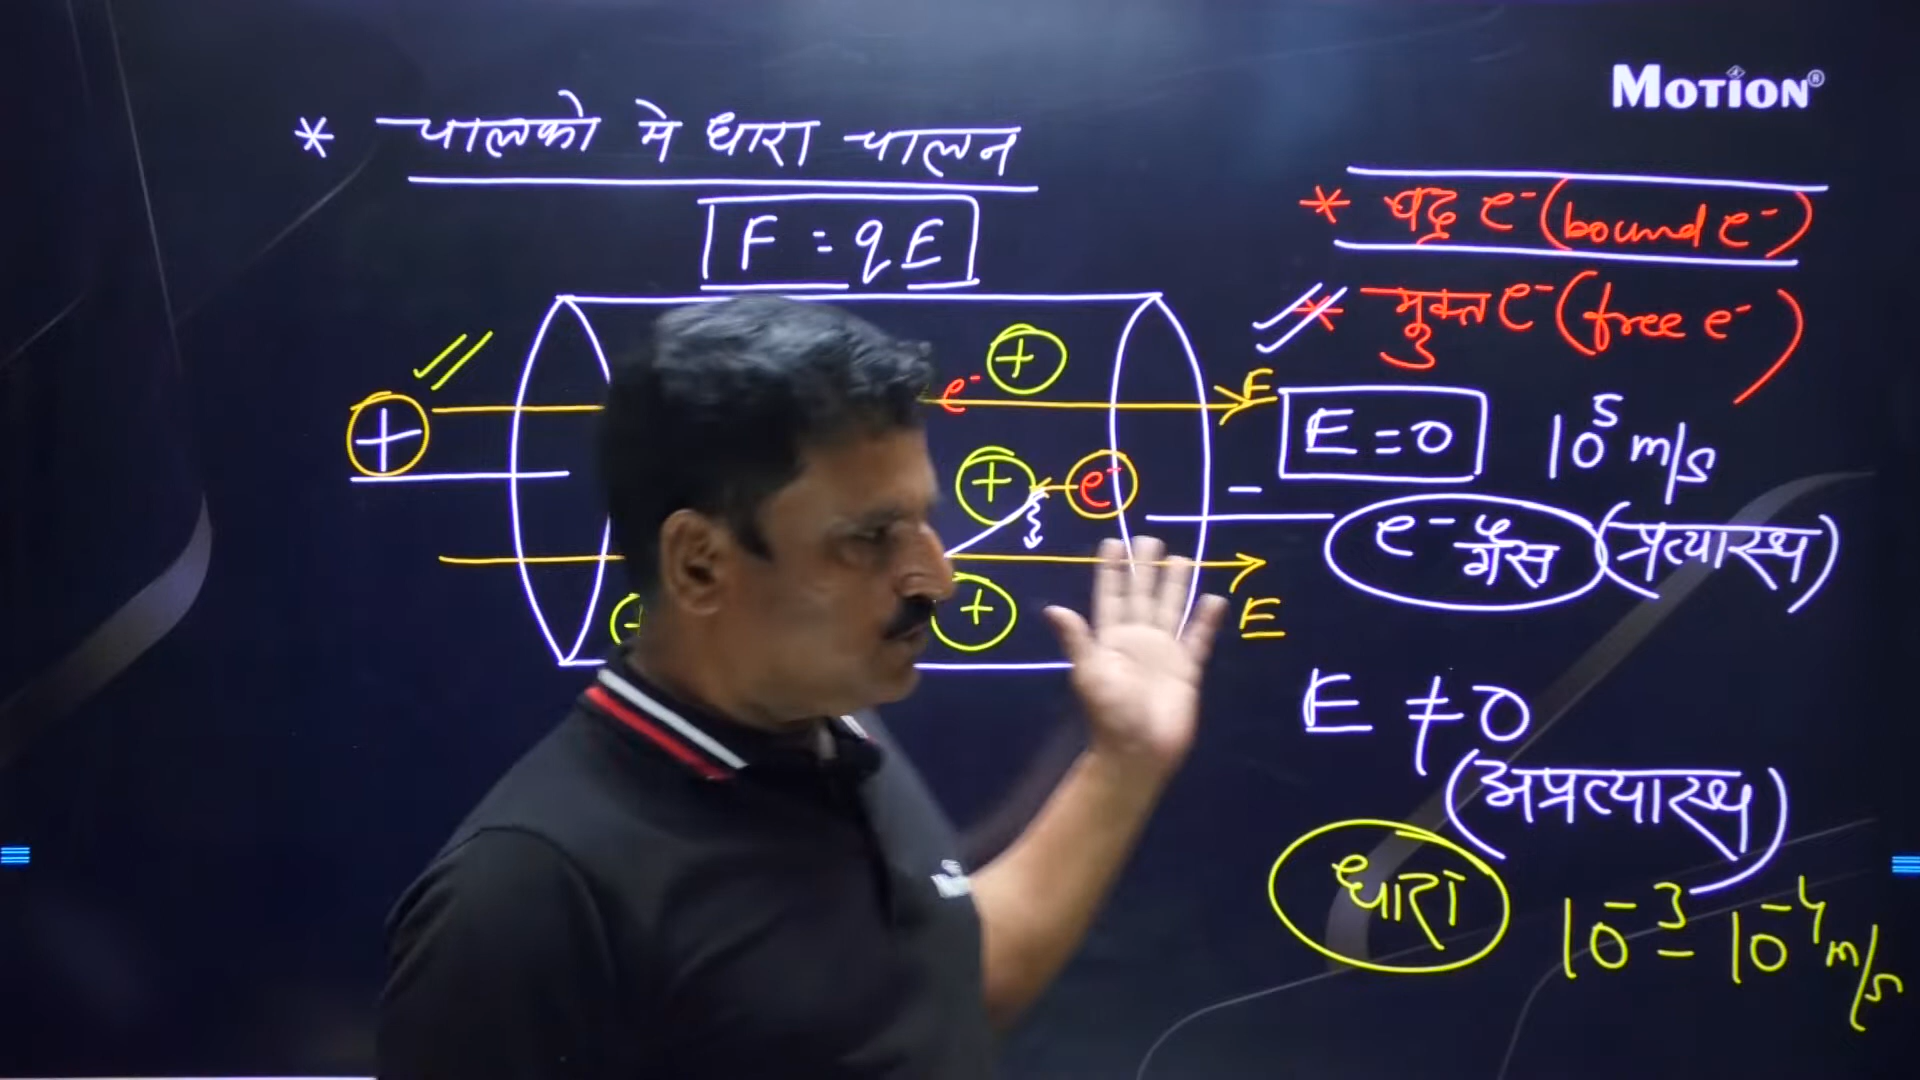 MOTION®
* चालको मे धारा चालन
F = qE
* बद्ध e⁻ (bound e⁻)
* मुक्त e⁻ (free e⁻)
+
+
e⁻
E
E = 0
10⁵ m/s
+
e⁻
-
e⁻ गैस (प्रत्यास्थ)
+
E
E ≠ 0
(अप्रत्यास्थ)
धारा
10⁻³ - 10⁻⁴ m/s